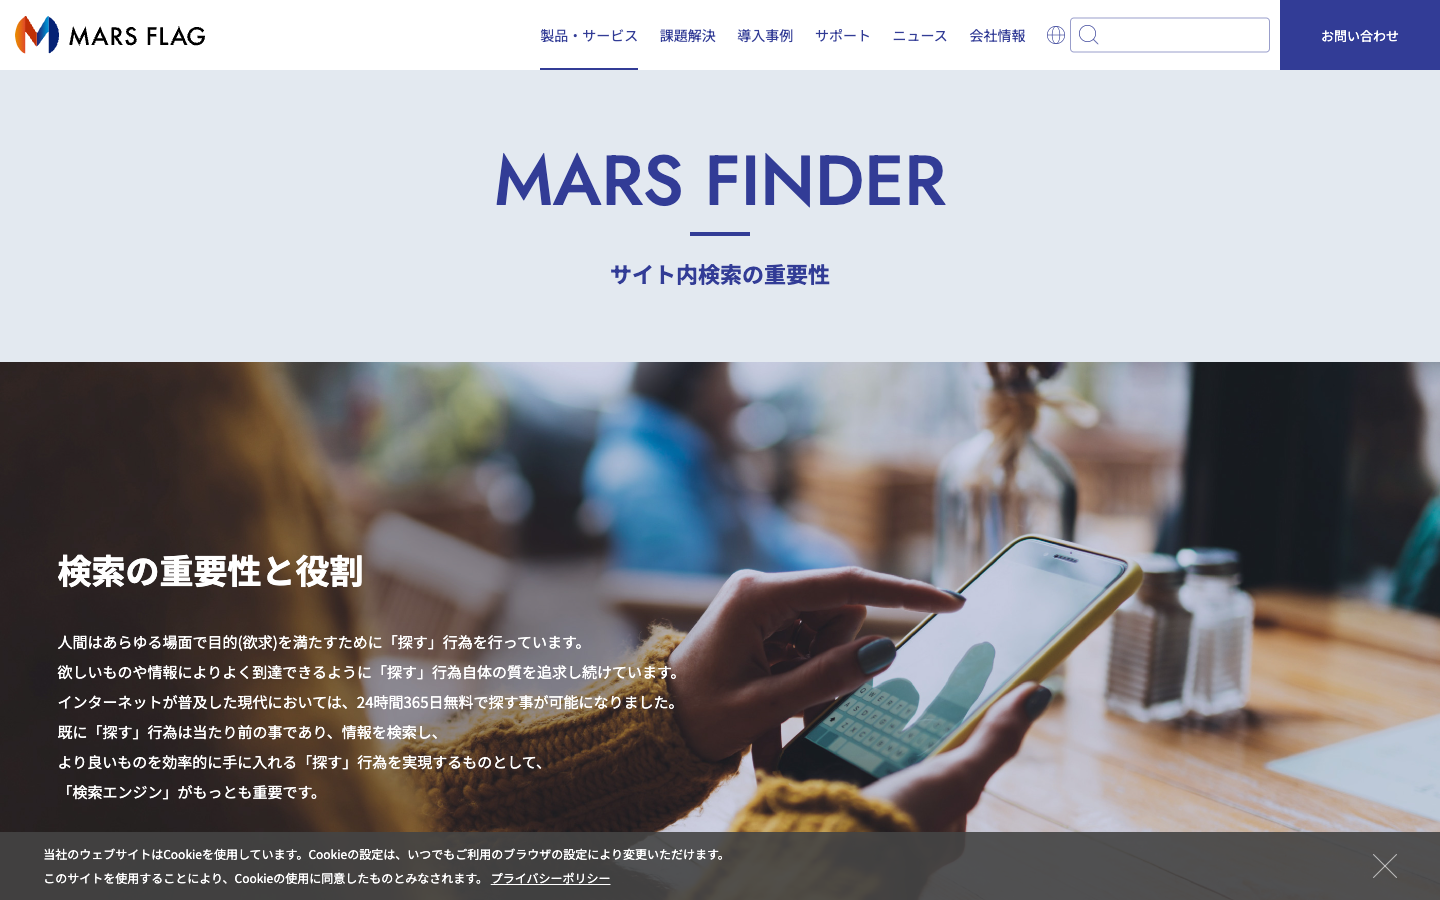 MARS FLAG
製品・サービス 課題解決 導入事例 サポート ニュース 会社情報 お問い合わせ
MARS FINDER
サイト内検索の重要性
検索の重要性と役割
人間はあらゆる場面で目的(欲求)を満たすために「探す」行為を行っています。
欲しいものや情報によりよく到達できるように「探す」行為自体の質を追求し続けています。
インターネットが普及した現代においては、24時間365日無料で探す事が可能になりました。
既に「探す」行為は当たり前の事であり、情報を検索し、
より良いものを効率的に手に入れる「探す」行為を実現するものとして、
「検索エンジン」がもっとも重要です。
当社のウェブサイトはCookieを使用しています。Cookieの設定は、いつでもご利用のブラウザの設定により変更いただけます。
このサイトを使用することにより、Cookieの使用に同意したものとみなされます。 プライバシーポリシー